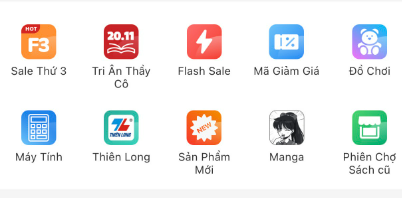 HOT
F3
Sale Thứ 3
20.11
Tri Ân Thầy
Cô
Flash Sale
Mã Giảm Giá
Đồ Chơi
Máy Tính
TL
THIÊN LONG
Thiên Long
NEW
Sản Phẩm
Mới
Manga
Phiên Chợ
Sách cũ